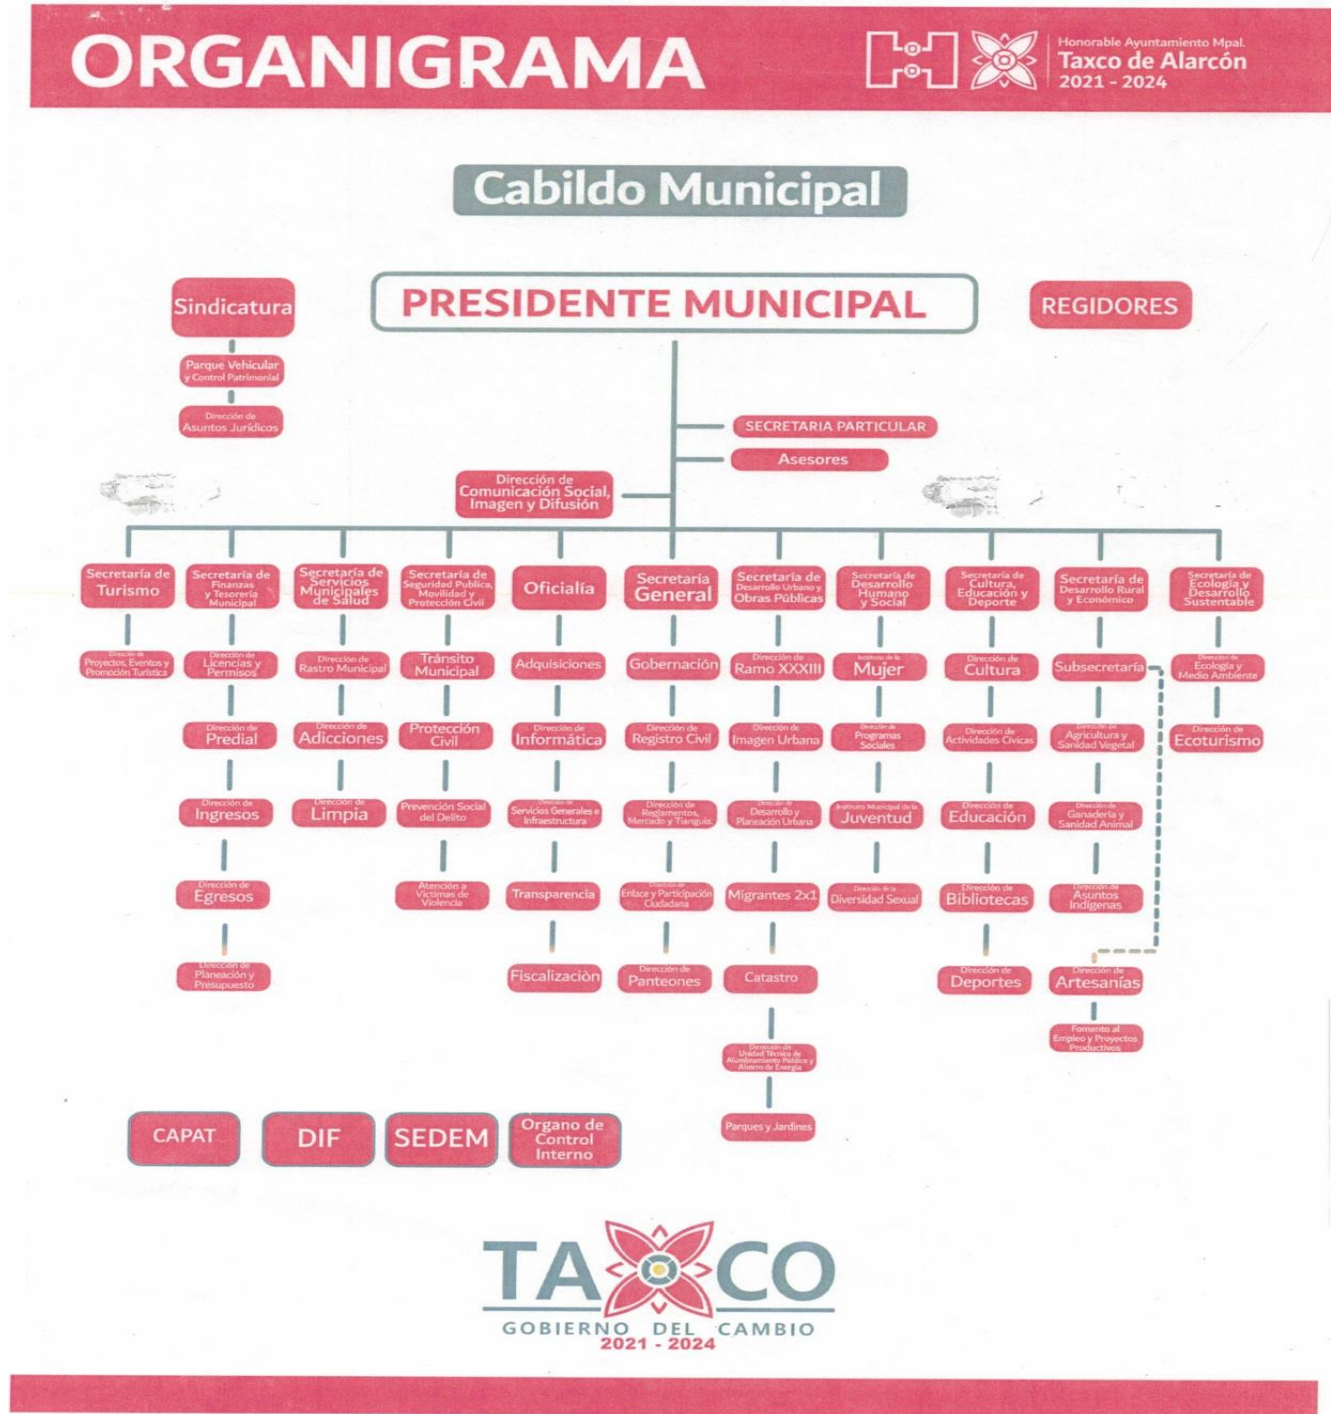 ORGANIGRAMA
Honorable Ayuntamiento Mpal.
Taxco de Alarcón
2021 - 2024
Cabildo Municipal
Sindicatura
PRESIDENTE MUNICIPAL
REGIDORES
Parque Vehicular
y Control Patrimonial
Dirección de
Asuntos Jurídicos
SECRETARIA PARTICULAR
Asesores
Dirección de
Comunicación Social,
Imagen y Difusión
Secretaría de
Turismo
Secretaría de
Finanzas
y Tesorería
Municipal
Secretaría de
Servicios
Municipales
de Salud
Secretaría de
Seguridad Publica,
Movilidad y
Protección Civil
Oficialía
Secretaría
General
Secretaría de
Desarrollo Urbano y
Obras Públicas
Secretaría de
Desarrollo
Humano
y Social
Secretaría de
Cultura,
Educación y
Deporte
Secretaría de
Desarrollo Rural
y Económico
Secretaría de
Ecología y
Desarrollo
Sustentable
Dirección de
Proyectos, Eventos y
Promoción Turística
Dirección de
Licencias y
Permisos
Dirección de
Rastro Municipal
Tránsito
Municipal
Adquisiciones
Gobernación
Dirección de
Ramo XXXIII
Instituto de la
Mujer
Dirección de
Cultura
Subsecretaría
Dirección de
Ecología y
Medio Ambiente
Dirección de
Predial
Dirección de
Adicciones
Protección
Civil
Dirección de
Informática
Dirección de
Registro Civil
Dirección de
Imagen Urbana
Dirección de
Programas
Sociales
Dirección de
Actividades Cívicas
Dirección de
Agricultura y
Sanidad Vegetal
Dirección de
Ecoturismo
Dirección de
Ingresos
Dirección de
Limpia
Prevención Social
del Delito
Dirección de
Servicios Generales e
Infraestructura
Dirección de
Reglamentos,
Mercado y Tianguis.
Dirección de
Desarrollo y
Planeación Urbana
Instituto Municipal de la
Juventud
Dirección de
Educación
Dirección de
Ganadería y
Sanidad Animal
Dirección de
Egresos
Atención a
Víctimas de
Violencia
Transparencia
Dirección de
Enlace y Participación
Ciudadana
Migrantes 2x1
Dirección de la
Diversidad Sexual
Dirección de
Bibliotecas
Dirección de
Asuntos
Indígenas
Dirección de
Planeación y
Presupuesto
Fiscalizaciòn
Dirección de
Panteones
Catastro
Dirección de
Deportes
Dirección de
Artesanías
Fomento al
Empleo y Proyectos
Productivos
Dirección de
Unidad Técnica de
Alumbramiento Público y
Ahorro de Energía
Parques y Jardines
CAPAT
DIF
SEDEM
Organo de
Control
Interno
TAXCO
GOBIERNO DEL CAMBIO
2021 - 2024